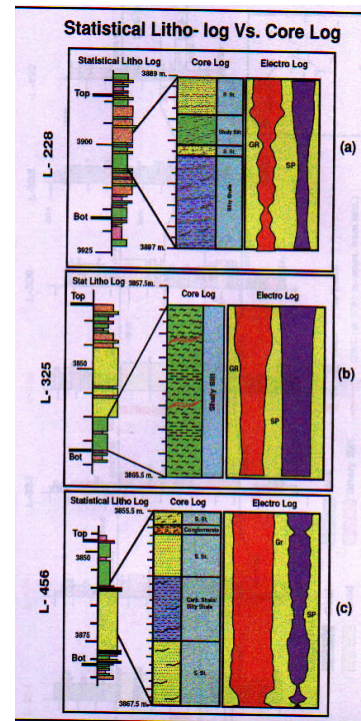 Statistical Litho- log Vs. Core Log
Statistical Litho Log
Core Log
Electro Log
3889 m.
Top
3900
Bot
3925
3897 m.
S. St.
Shaly Silt
S. St.
Silty Shale
GR
SP
L- 228
(a)
Stat Litho Log
3857.5m.
Core Log
Electro Log
Top
3850
Bot
3865.5 m.
Shaly Silt
GR
SP
L- 325
(b)
Statistical Litho Log
Core Log
Electro Log
3855.5 m.
Top
3850
3875
Bot
3867.5 m.
S. St.
Conglomerate
S. St.
Carb. Shale/
Silty Shale
S. St.
Gr
SP
L- 456
(c)